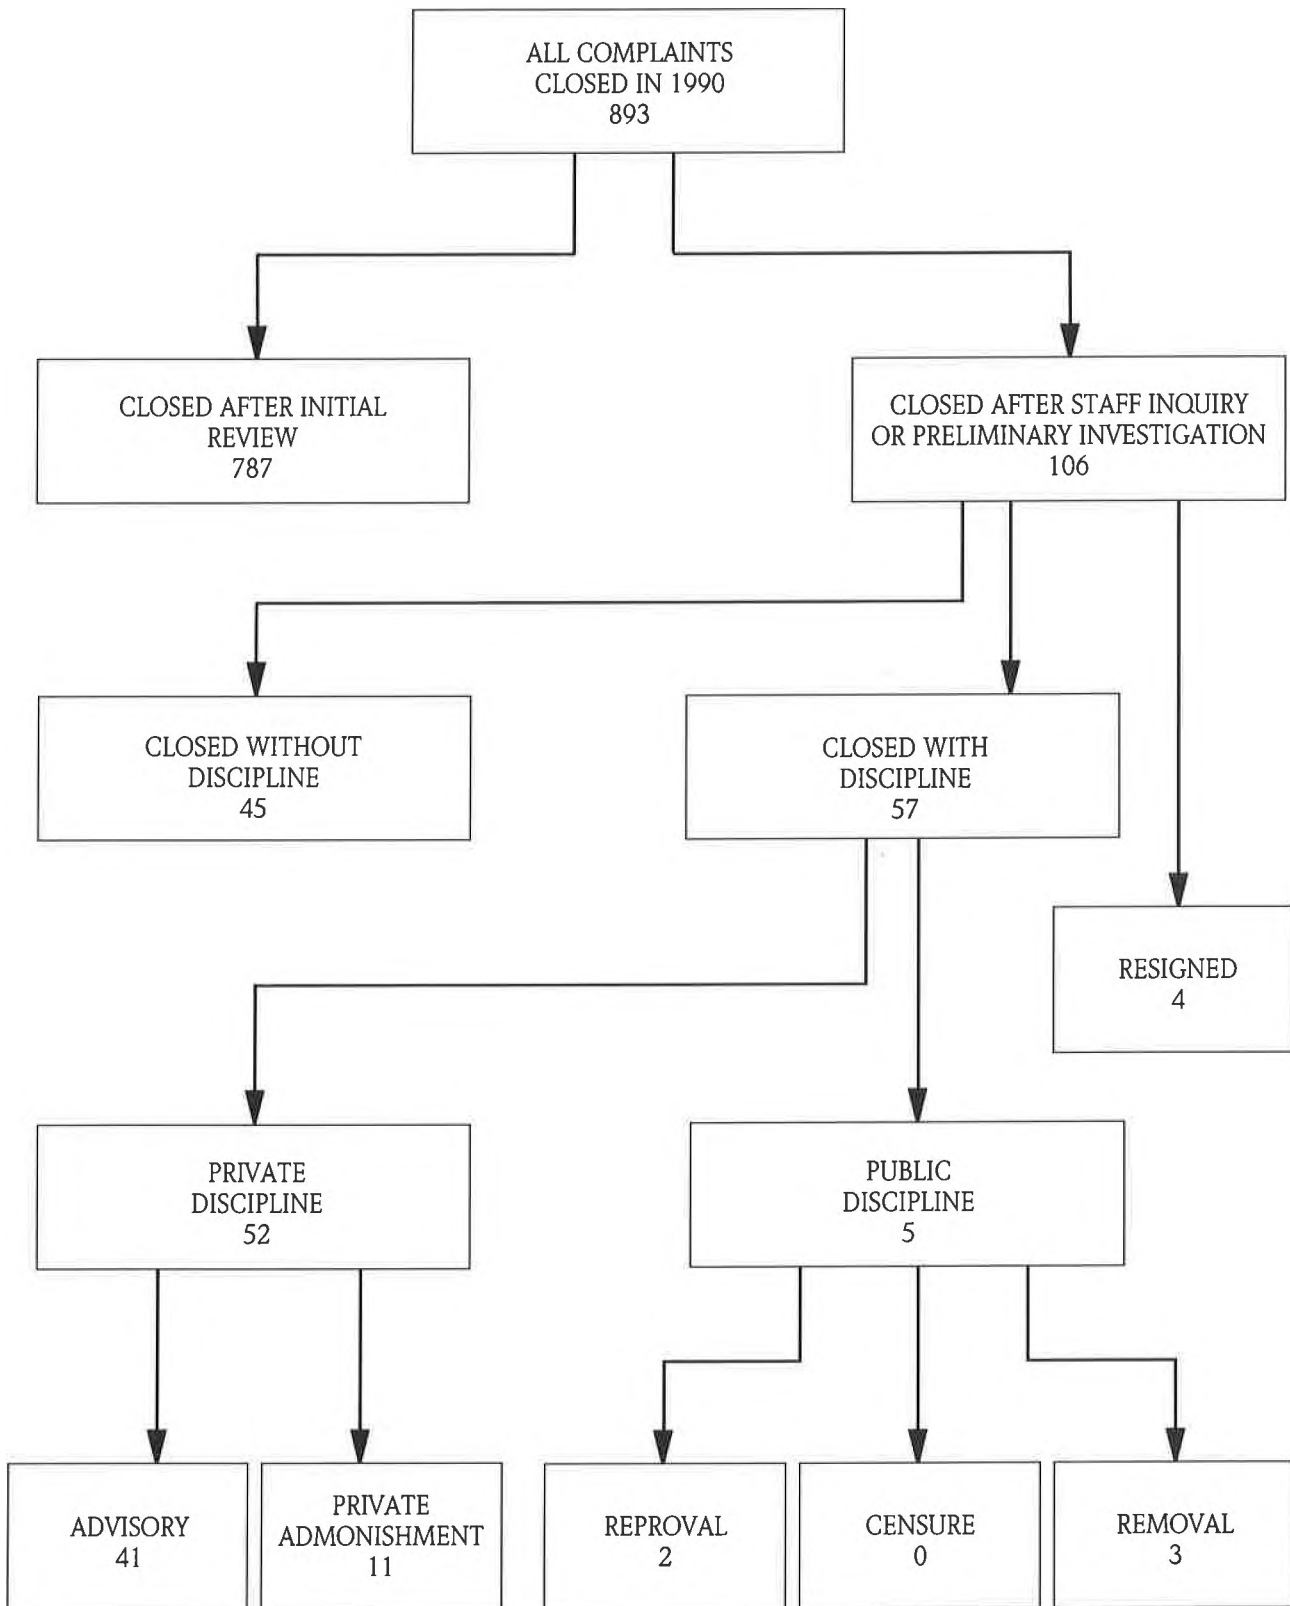 ALL COMPLAINTS
CLOSED IN 1990
893
CLOSED AFTER INITIAL
REVIEW
787
CLOSED AFTER STAFF INQUIRY
OR PRELIMINARY INVESTIGATION
106
CLOSED WITHOUT
DISCIPLINE
45
CLOSED WITH
DISCIPLINE
57
RESIGNED
4
PRIVATE
DISCIPLINE
52
PUBLIC
DISCIPLINE
5
ADVISORY
41
PRIVATE
ADMONISHMENT
11
REPROVAL
2
CENSURE
0
REMOVAL
3